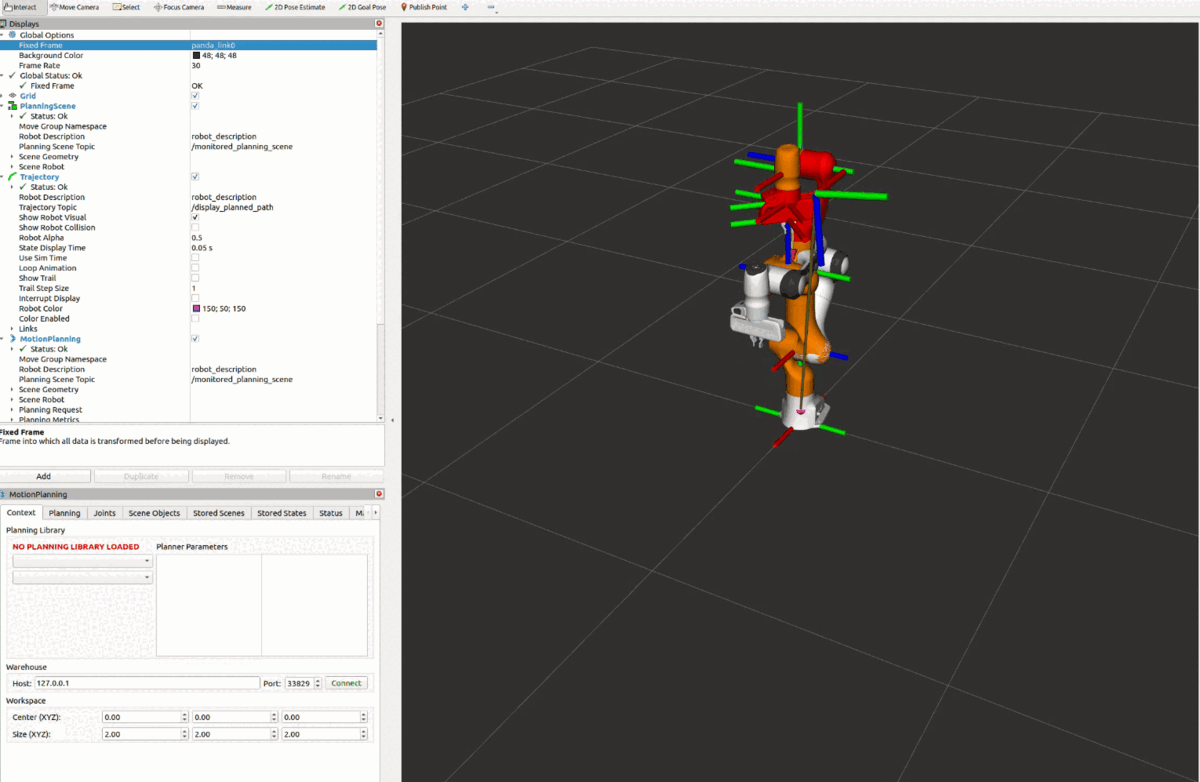 Interact Move Camera Select Focus Camera Measure 2D Pose Estimate 2D Goal Pose Publish Point
Displays
Global Options
Fixed Frame panda_link0
Background Color 48; 48; 48
Frame Rate 30
Global Status: Ok
Fixed Frame OK
Grid
PlanningScene
Status: Ok
Move Group Namespace
Robot Description robot_description
Planning Scene Topic /monitored_planning_scene
Scene Geometry
Scene Robot
Trajectory
Status: Ok
Robot Description robot_description
Trajectory Topic /display_planned_path
Show Robot Visual
Show Robot Collision
Robot Alpha 0.5
State Display Time 0.05 s
Use Sim Time
Loop Animation
Show Trail
Trail Step Size 1
Interrupt Display
Robot Color 150; 50; 150
Color Enabled
Links
MotionPlanning
Status: Ok
Move Group Namespace
Robot Description robot_description
Planning Scene Topic /monitored_planning_scene
Scene Geometry
Scene Robot
Planning Request
Planning Metrics
Fixed Frame
Frame into which all data is transformed before being displayed.
Add Duplicate Remove Rename
MotionPlanning
Context Planning Joints Scene Objects Stored Scenes Stored States Status
Planning Library
NO PLANNING LIBRARY LOADED Planner Parameters
Warehouse
Host: 127.0.0.1 Port: 33829 Connect
Workspace
Center (XYZ): 0.00 0.00 0.00
Size (XYZ): 2.00 2.00 2.00